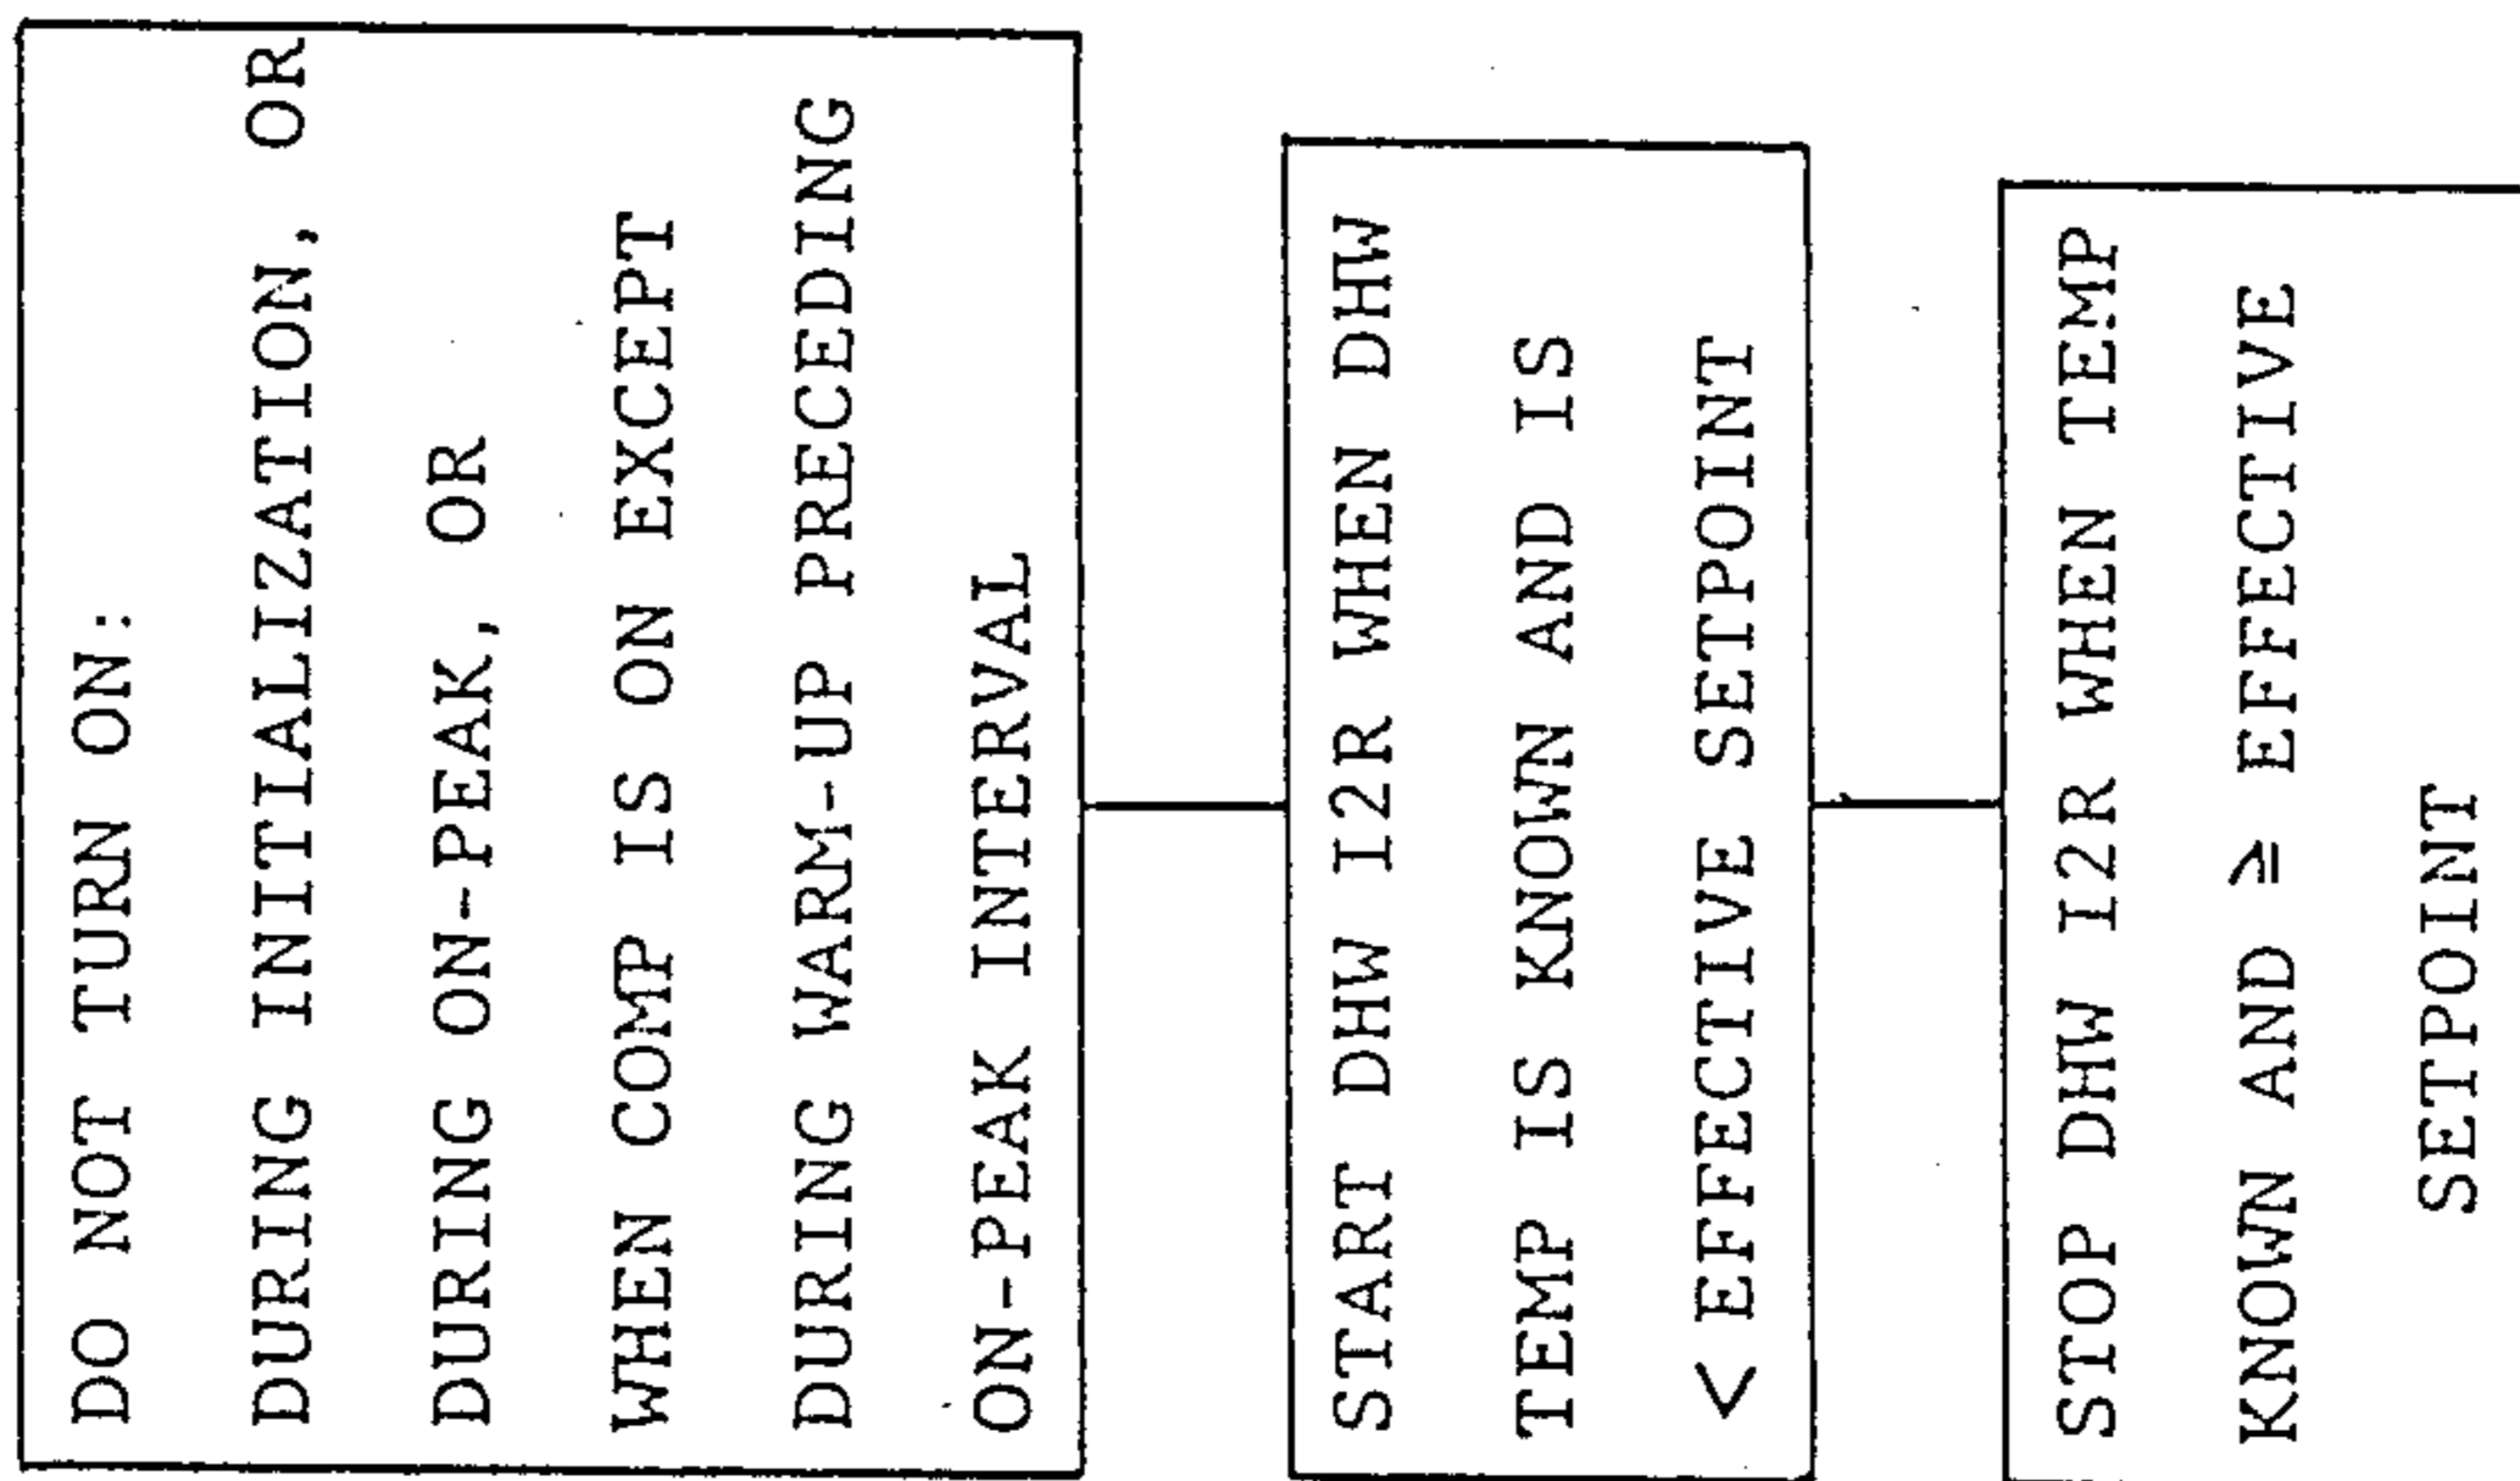 DO NOT TURN ON:
DURING INITIALIZATION, OR
DURING ON-PEAK, OR
WHEN COMP IS ON EXCEPT
DURING WARM-UP PRECEDING
ON-PEAK INTERVAL
START DHW I2R WHEN DHW
TEMP IS KNOWN AND IS
< EFFECTIVE SETPOINT
STOP DHW I2R WHEN TEMP
KNOWN AND ≥ EFFECTIVE
SETPOINT